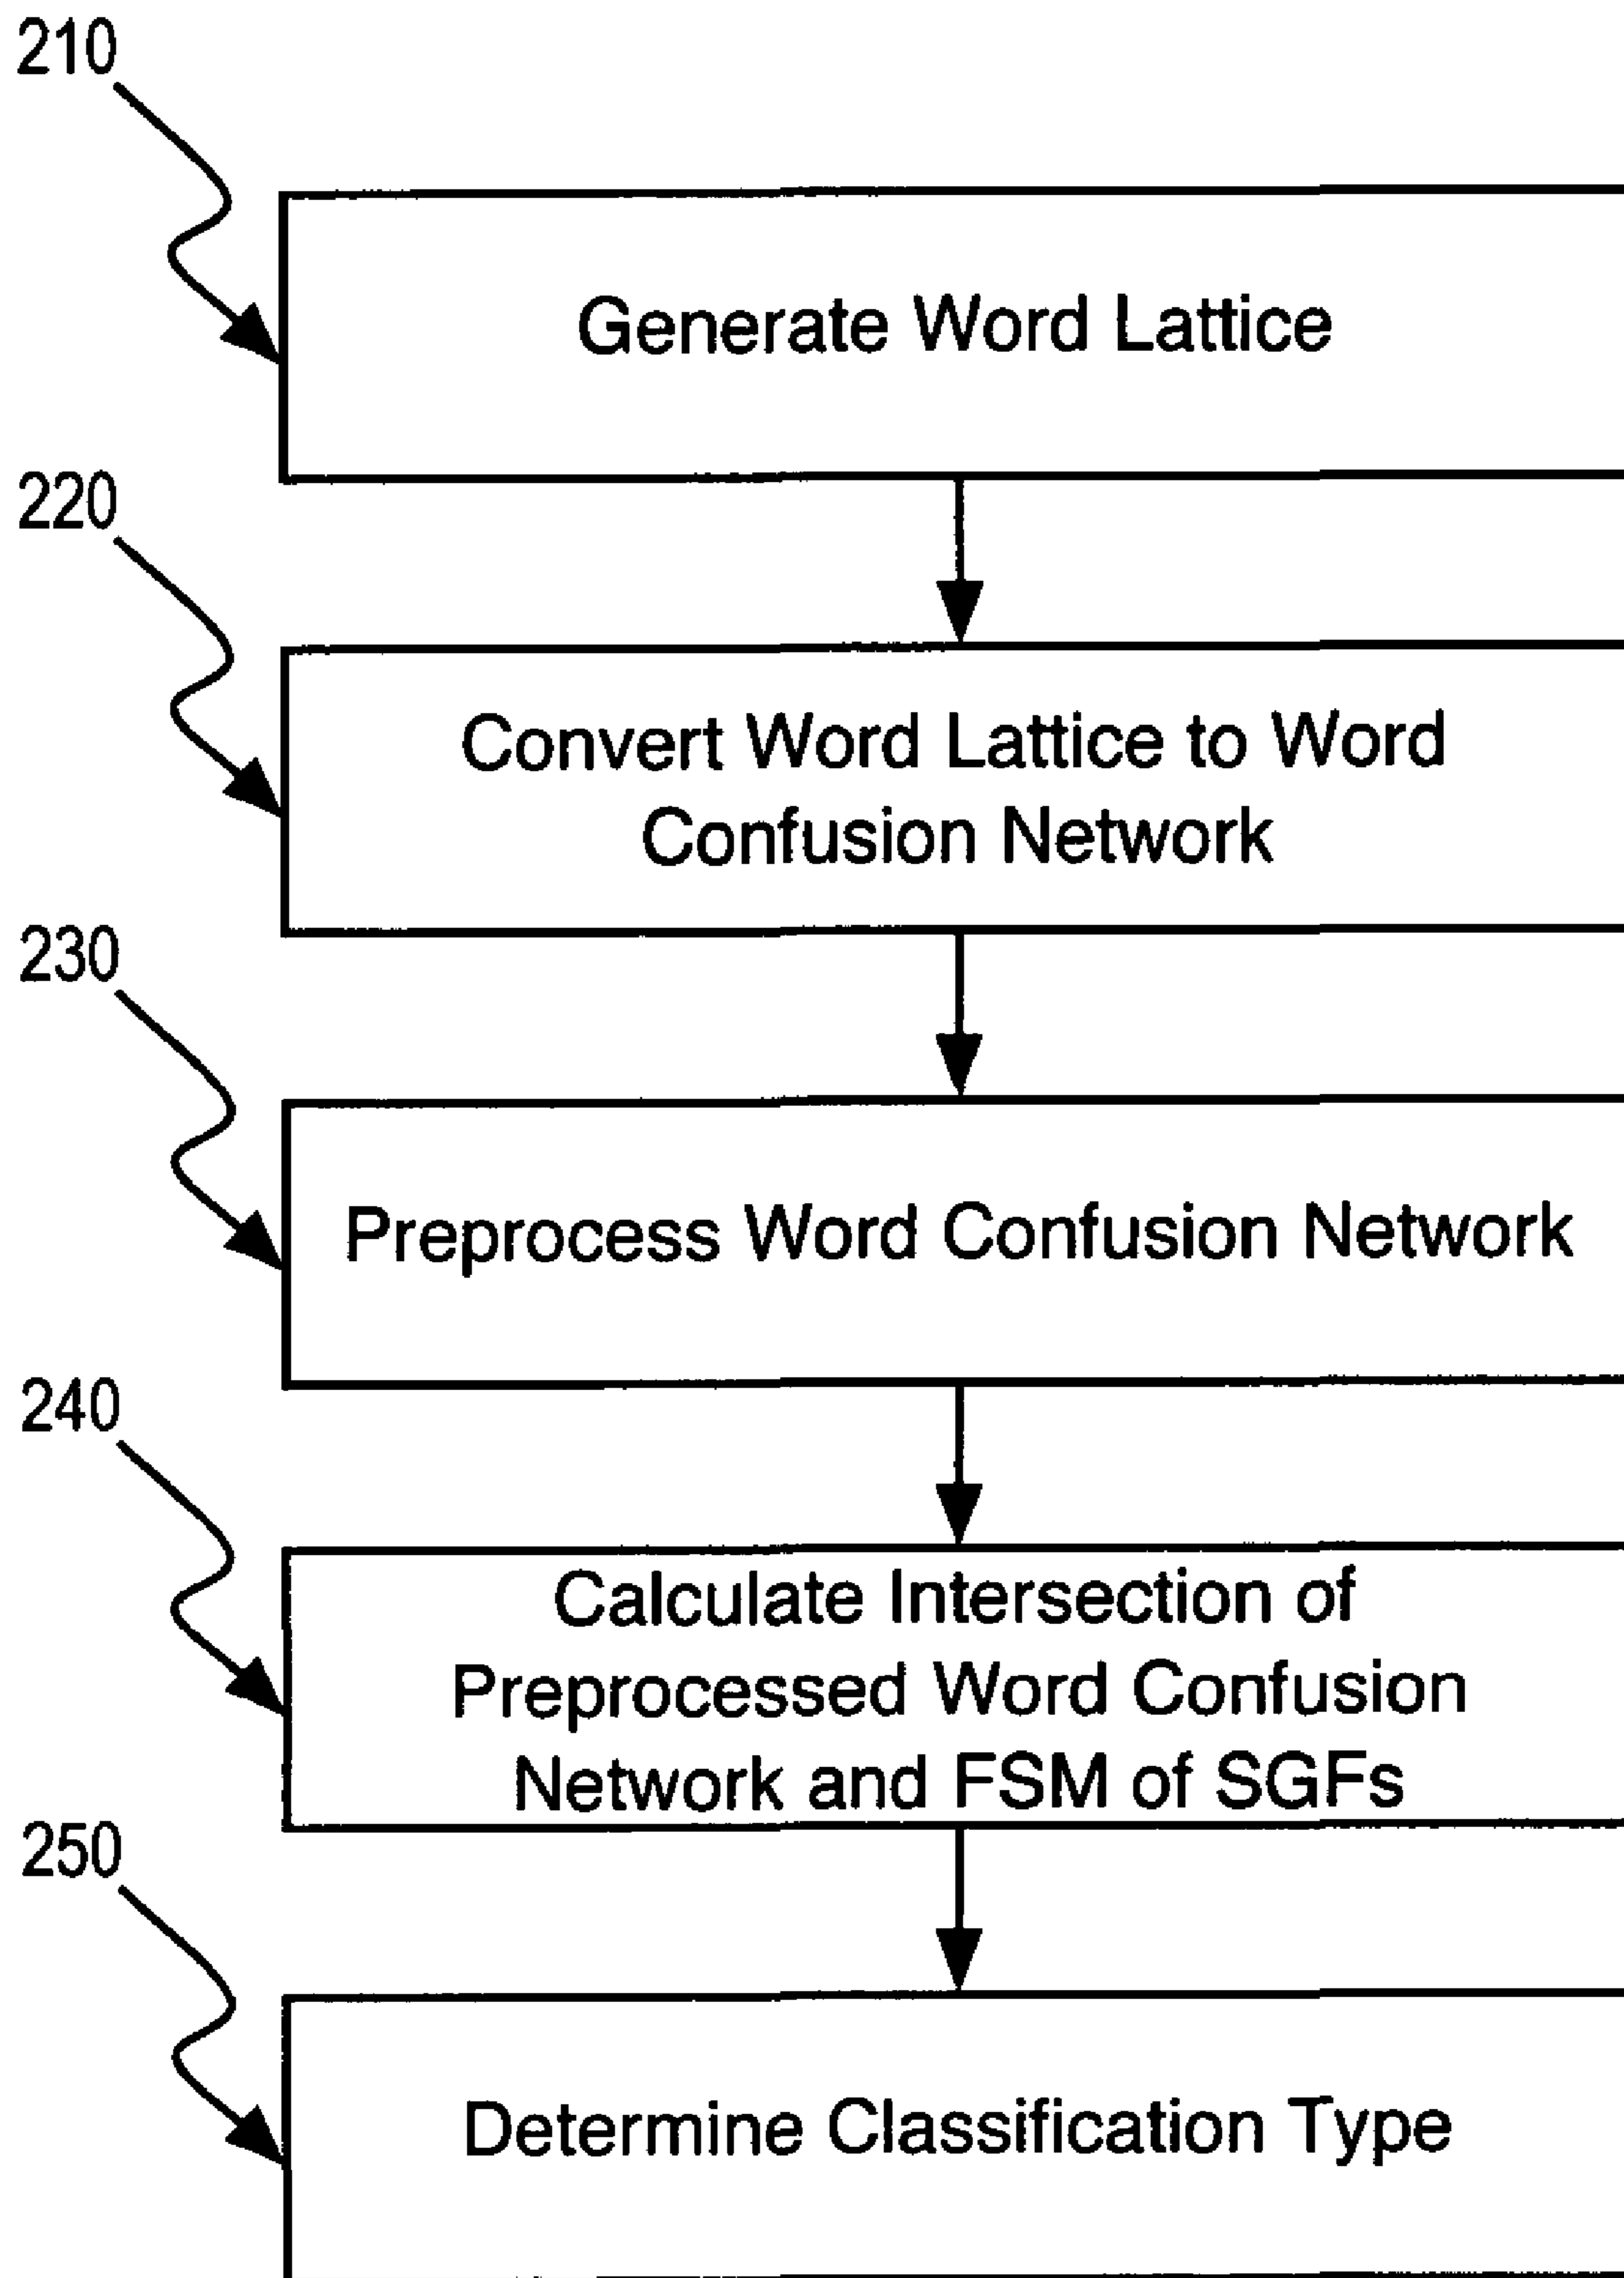 210
Generate Word Lattice
220
Convert Word Lattice to Word
Confusion Network
230
Preprocess Word Confusion Network
240
Calculate Intersection of
Preprocessed Word Confusion
Network and FSM of SGFs
250
Determine Classification Type